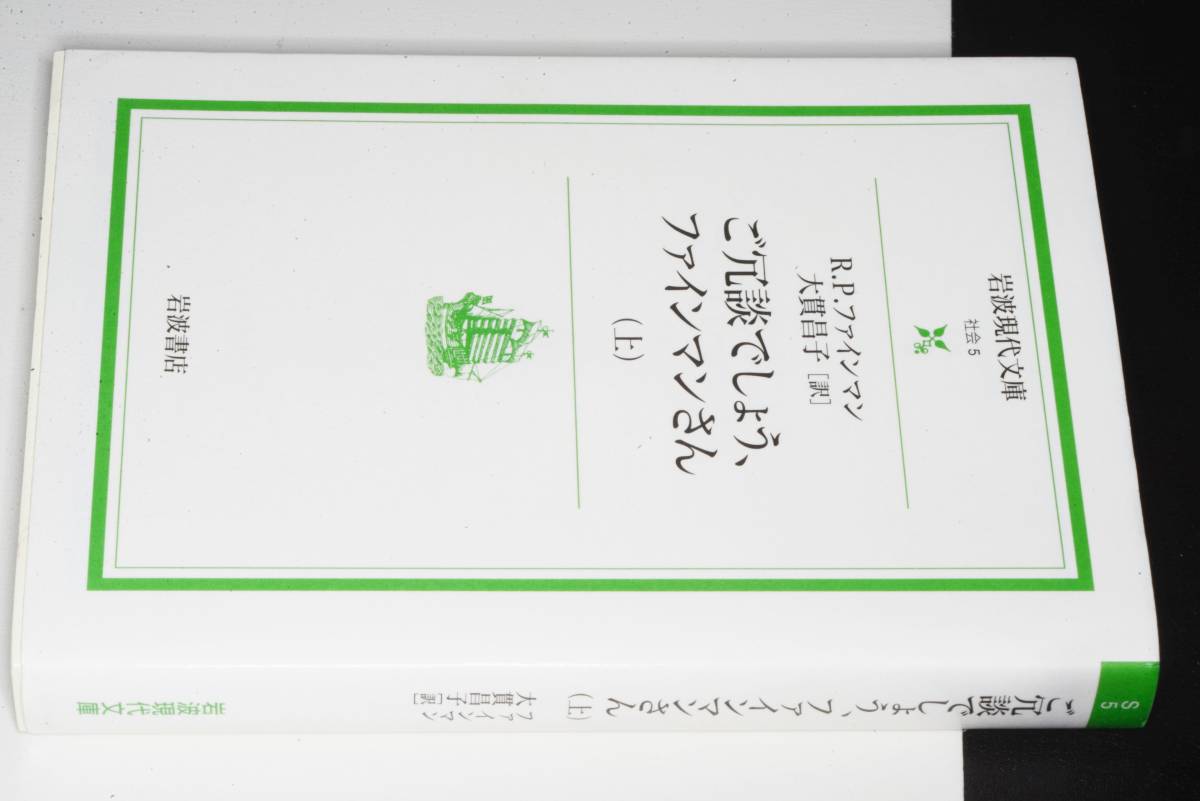 岩波現代文庫
社会 5
R.P.ファインマン
大貫昌子［訳］
ご冗談でしょう、
ファインマンさん
（上）
岩波書店
S 5
ご冗談でしょう、ファインマンさん（上）
ファインマン
大貫昌子［訳］
岩波現代文庫